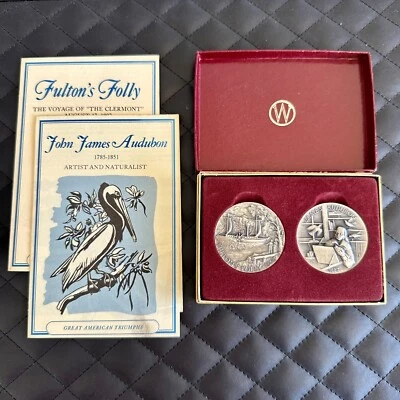 Fulton's Folly
THE VOYAGE OF "THE CLERMONT"
John James Audubon
1785-1851
ARTIST AND NATURALIST
GREAT AMERICAN TRIUMPHS
W